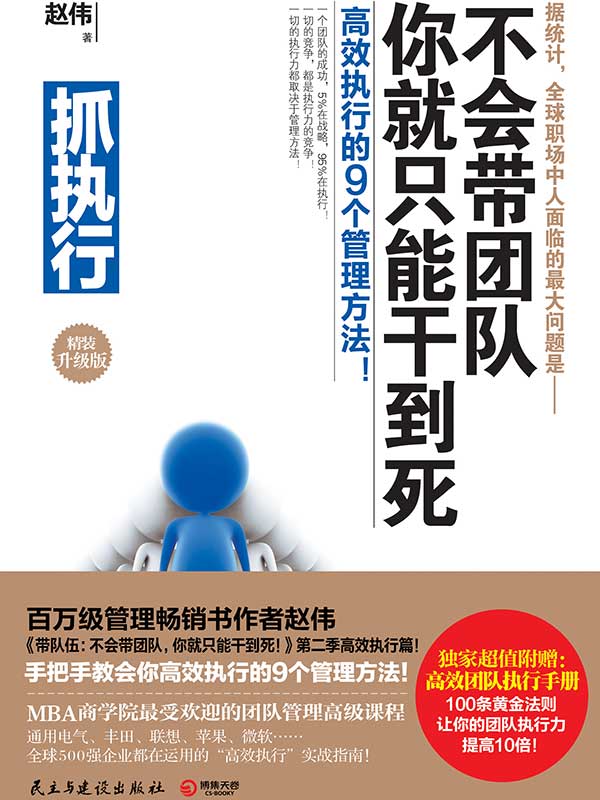 据统计，全球职场中人面临的最大问题是——
不会带团队
你就只能干到死
高效执行的9个管理方法！
一个团队的成功，5%在战略，95%在执行！
一切的竞争，都是执行力的竞争！
一切的执行力都取决于管理方法！
赵伟
著
抓执行
精装
升级版
百万级管理畅销书作者赵伟
《带队伍：不会带团队，你就只能干到死！》第二季高效执行篇！
手把手教会你高效执行的9个管理方法！
MBA商学院最受欢迎的团队管理高级课程
通用电气、丰田、联想、苹果、微软……
全球500强企业都在运用的“高效执行”实战指南！
独家超值附赠：
高效团队执行手册
100条黄金法则
让你的团队执行力
提高10倍！
民主与建设出版社
博集天卷
CS-BOOKY